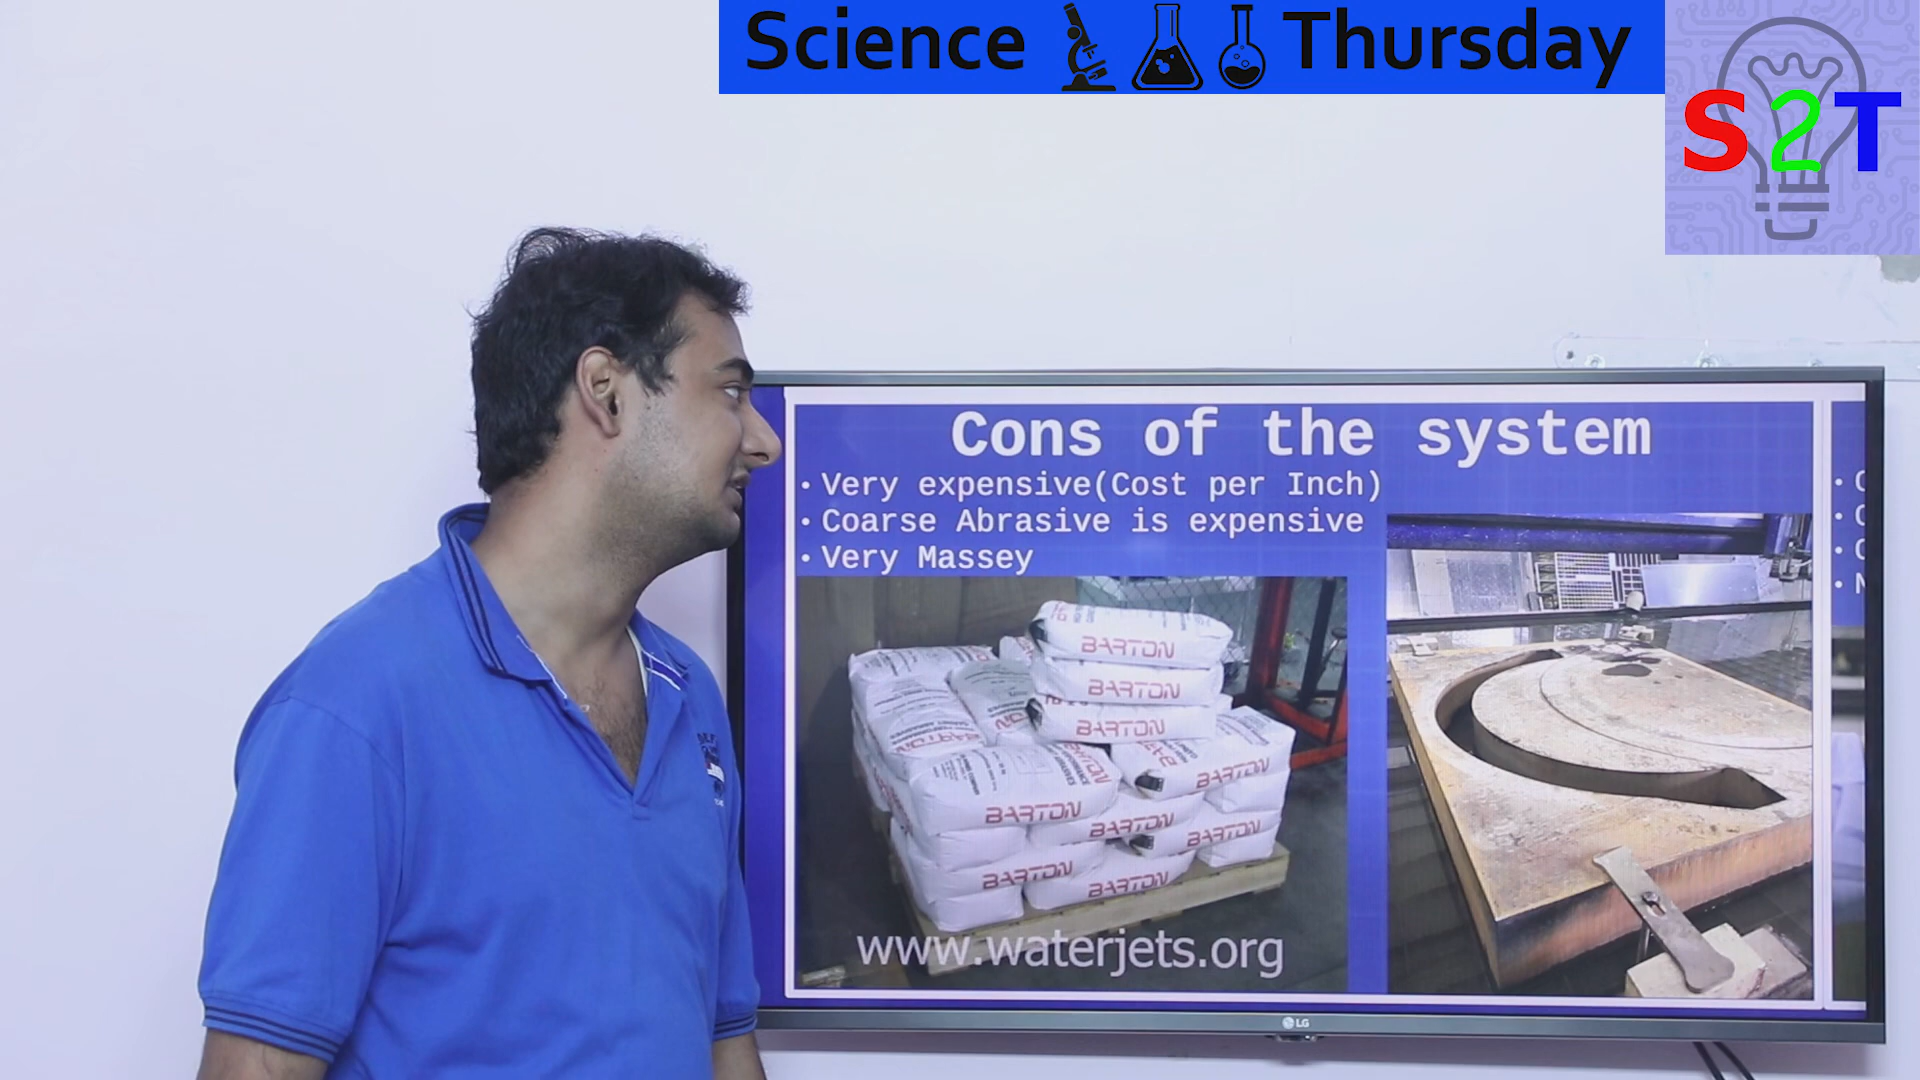 Science Thursday
S2T
Cons of the system
• Very expensive(Cost per Inch)
• Coarse Abrasive is expensive
• Very Massey
BARTON
BARTON
BARTON
BARTON
BARTON
BARTON
BARTON
BARTON
BARTON
BARTON
www.waterjets.org
LG